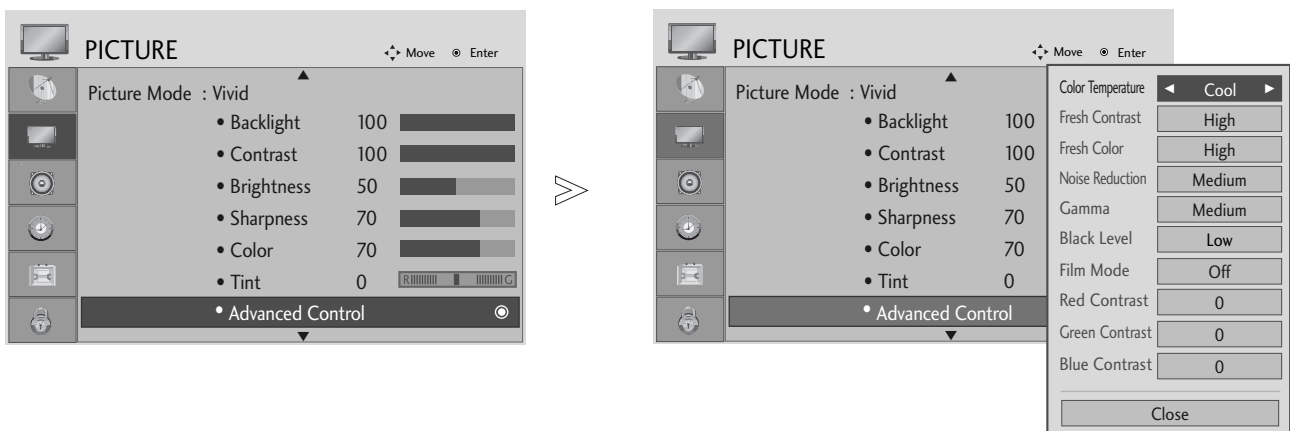 PICTURE
Move Enter
Picture Mode : Vivid
• Backlight 100
• Contrast 100
• Brightness 50
• Sharpness 70
• Color 70
• Tint 0 R G
• Advanced Control
PICTURE
Move Enter
Picture Mode : Vivid
• Backlight 100
• Contrast 100
• Brightness 50
• Sharpness 70
• Color 70
• Tint 0
• Advanced Control
Color Temperature ◄ Cool ►
Fresh Contrast High
Fresh Color High
Noise Reduction Medium
Gamma Medium
Black Level Low
Film Mode Off
Red Contrast 0
Green Contrast 0
Blue Contrast 0
Close